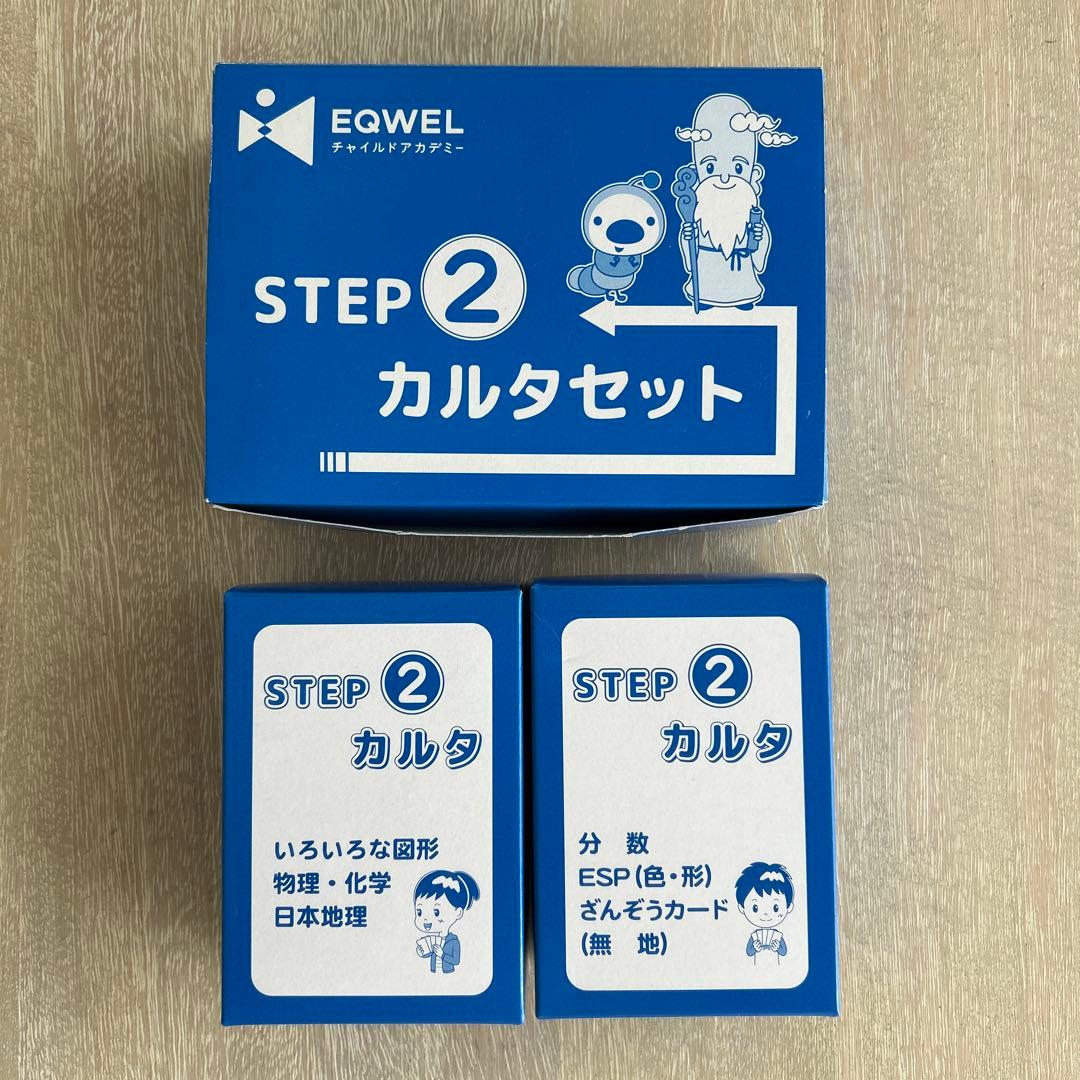 EQWEL
チャイルドアカデミー
STEP 2
カルタセット
STEP 2
カルタ
いろいろな図形
物理・化学
日本地理
STEP 2
カルタ
分　数
ESP(色・形)
ざんぞうカード
(無　地)